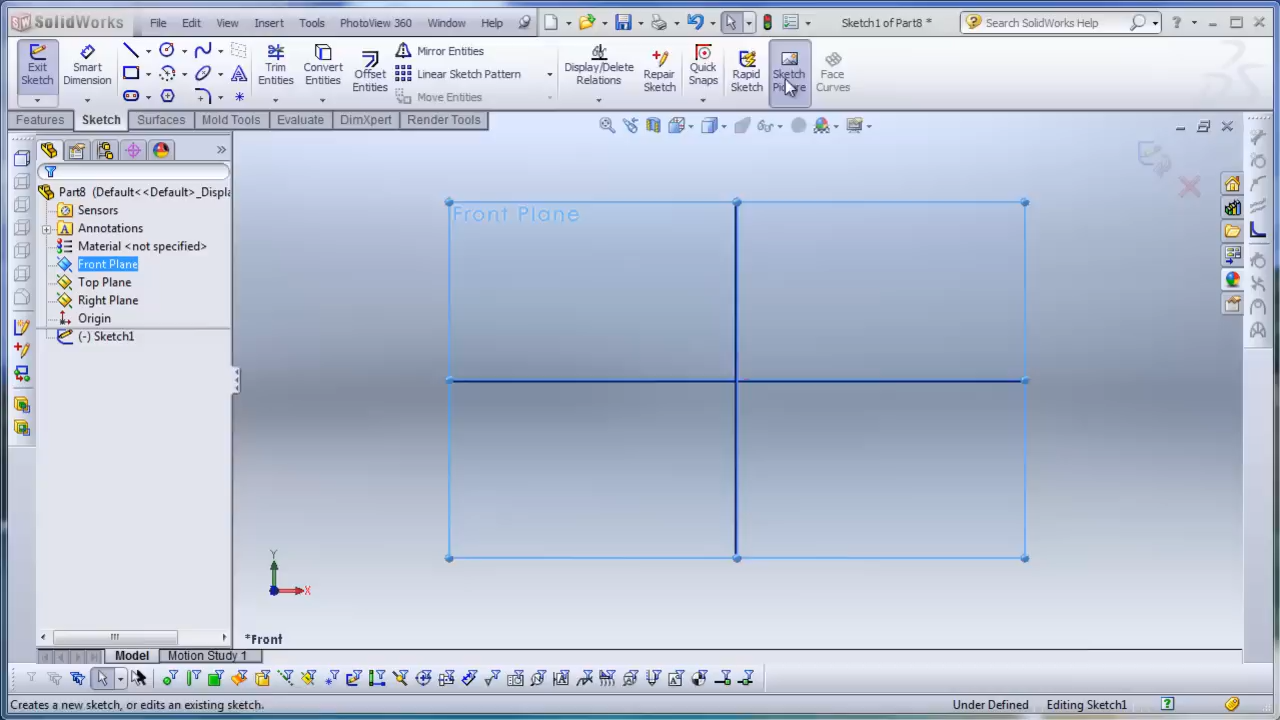 SolidWorks
File Edit View Insert Tools PhotoView 360 Window Help
Sketch1 of Part8 *
Search SolidWorks Help
Exit Sketch
Smart Dimension
Trim Entities
Convert Entities
Offset Entities
Mirror Entities
Linear Sketch Pattern
Move Entities
Display/Delete Relations
Repair Sketch
Quick Snaps
Rapid Sketch
Sketch Picture
Face Curves
Features Sketch Surfaces Mold Tools Evaluate DimXpert Render Tools
Part8 (Default<<Default>_Displa
Sensors
Annotations
Material <not specified>
Front Plane
Top Plane
Right Plane
Origin
(-) Sketch1
Front Plane
Y
X
*Front
Model Motion Study 1
Creates a new sketch, or edits an existing sketch.
Under Defined
Editing Sketch1